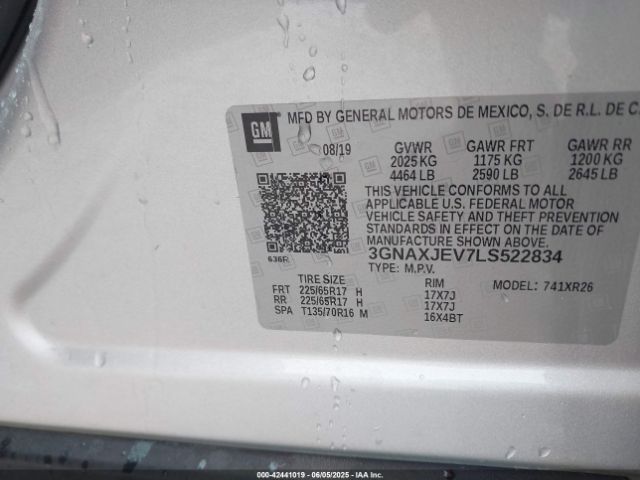 GM
MFD BY GENERAL MOTORS DE MEXICO, S. DE R.L. DE C.
08/19 GVWR GAWR FRT GAWR RR
2025 KG 1175 KG 1200 KG
4464 LB 2590 LB 2645 LB
THIS VEHICLE CONFORMS TO ALL
APPLICABLE U.S. FEDERAL MOTOR
VEHICLE SAFETY AND THEFT PREVENTION
STANDARDS IN EFFECT ON THE DATE OF
MANUFACTURE SHOWN ABOVE.
636R 3GNAXJEV7LS522834
TYPE: M.P.V. MODEL: 741XR26
TIRE SIZE RIM
FRT 225/65R17 H 17X7J
RR 225/65R17 H 17X7J
SPA T135/70R16 M 16X4BT
000-42441019 06/05/2025 IAAI.COM